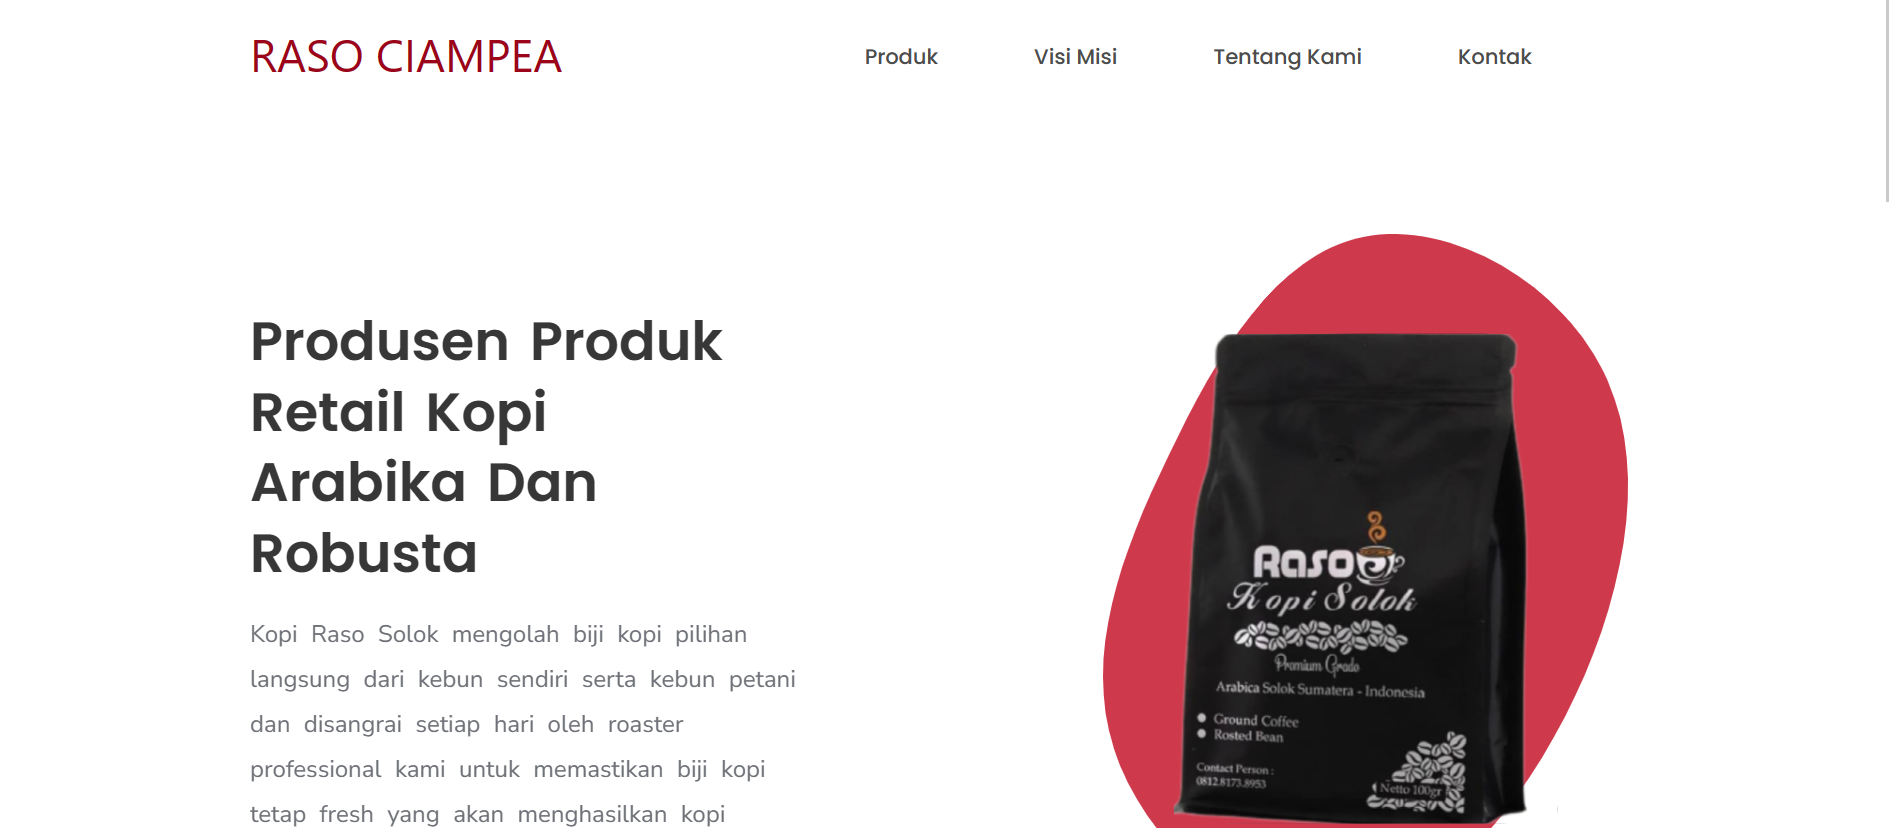 RASO CIAMPEA
Produk
Visi Misi
Tentang Kami
Kontak
Produsen Produk
Retail Kopi
Arabika Dan
Robusta
Kopi Raso Solok mengolah biji kopi pilihan
langsung dari kebun sendiri serta kebun petani
dan disangrai setiap hari oleh roaster
professional kami untuk memastikan biji kopi
tetap fresh yang akan menghasilkan kopi
Raso
Kopi Solok
Premium Grade
Arabica Solok Sumatera - Indonesia
Ground Coffee
Rosted Bean
Contact Person :
0812.8173.8953
Netto 100gr